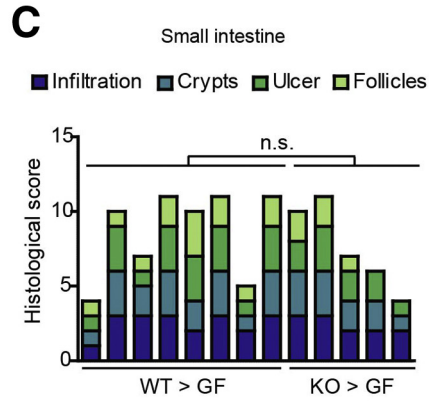 C
Small intestine
Infiltration Crypts Ulcer Follicles
n.s.
Histological score
15
10
5
0
WT > GF KO > GF